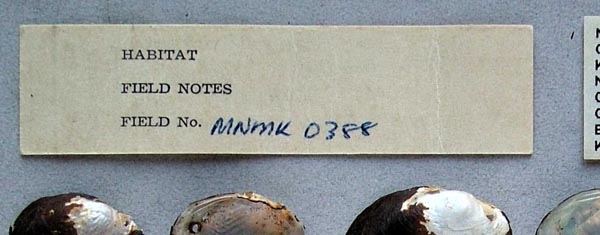 HABITAT
FIELD NOTES
FIELD No. MNMK 0388